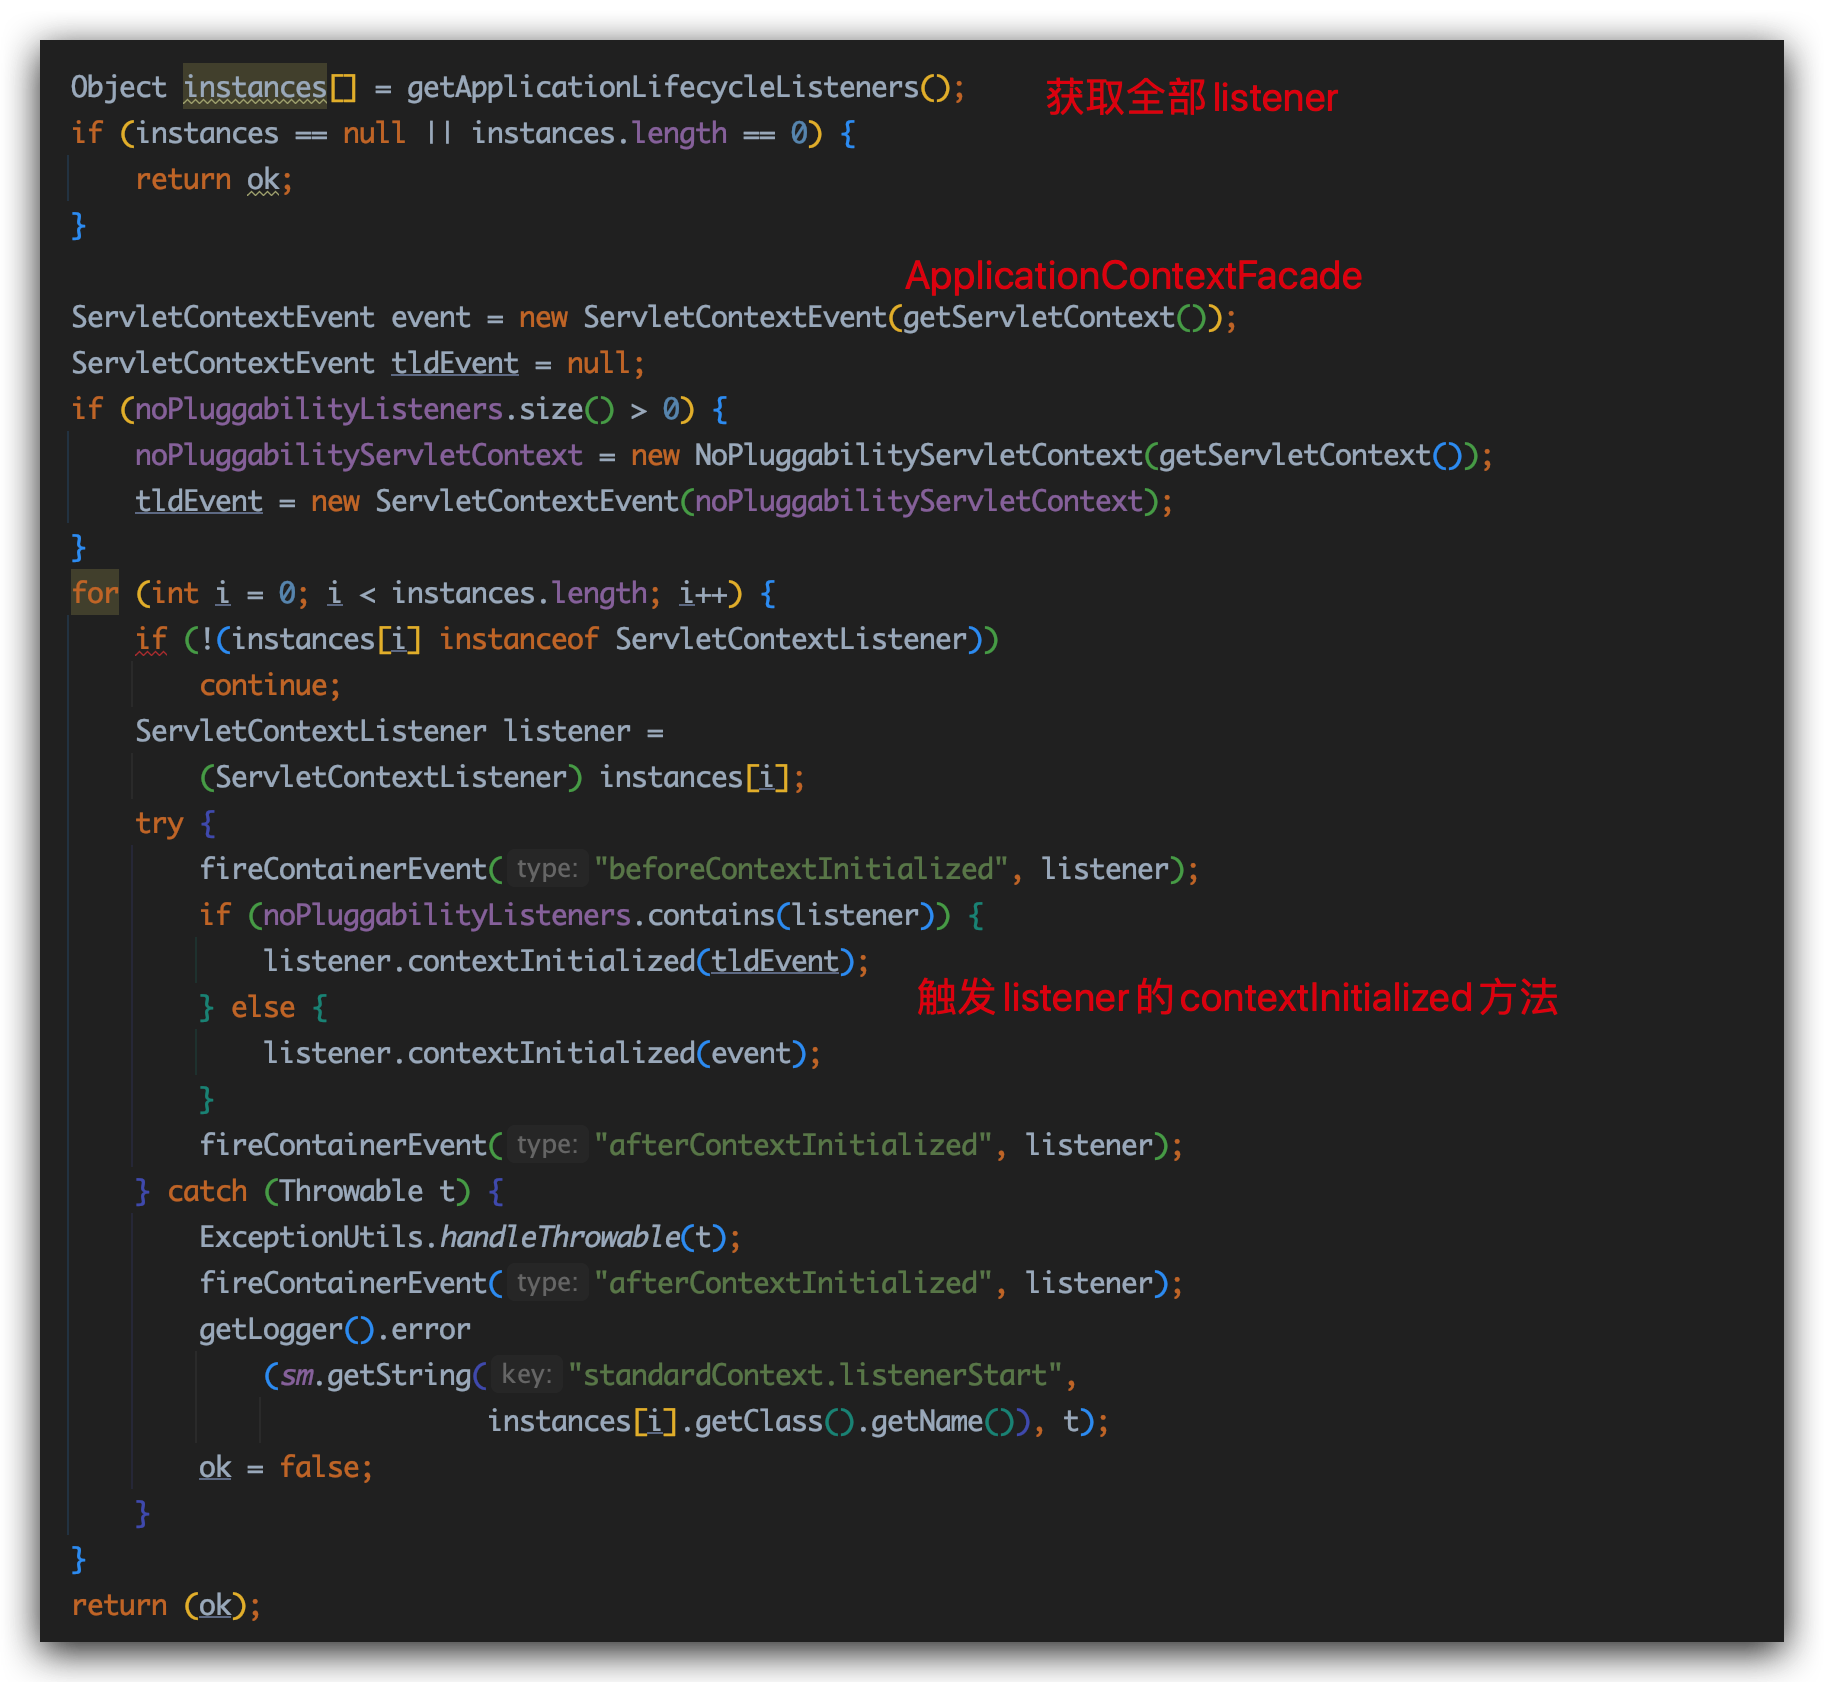 Object instances[] = getApplicationLifecycleListeners(); 获取全部 listener
if (instances == null || instances.length == 0) {
    return ok;
}
ApplicationContextFacade
ServletContextEvent event = new ServletContextEvent(getServletContext());
ServletContextEvent tldEvent = null;
if (noPluggabilityListeners.size() > 0) {
    noPluggabilityServletContext = new NoPluggabilityServletContext(getServletContext());
    tldEvent = new ServletContextEvent(noPluggabilityServletContext);
}
for (int i = 0; i < instances.length; i++) {
    if (!(instances[i] instanceof ServletContextListener))
        continue;
    ServletContextListener listener =
        (ServletContextListener) instances[i];
    try {
        fireContainerEvent( type: "beforeContextInitialized", listener);
        if (noPluggabilityListeners.contains(listener)) {
            listener.contextInitialized(tldEvent);
        } else { 触发 listener 的 contextInitialized 方法
            listener.contextInitialized(event);
        }
        fireContainerEvent( type: "afterContextInitialized", listener);
    } catch (Throwable t) {
        ExceptionUtils.handleThrowable(t);
        fireContainerEvent( type: "afterContextInitialized", listener);
        getLogger().error
            (sm.getString( key: "standardContext.listenerStart",
                          instances[i].getClass().getName()), t);
        ok = false;
    }
}
return (ok);